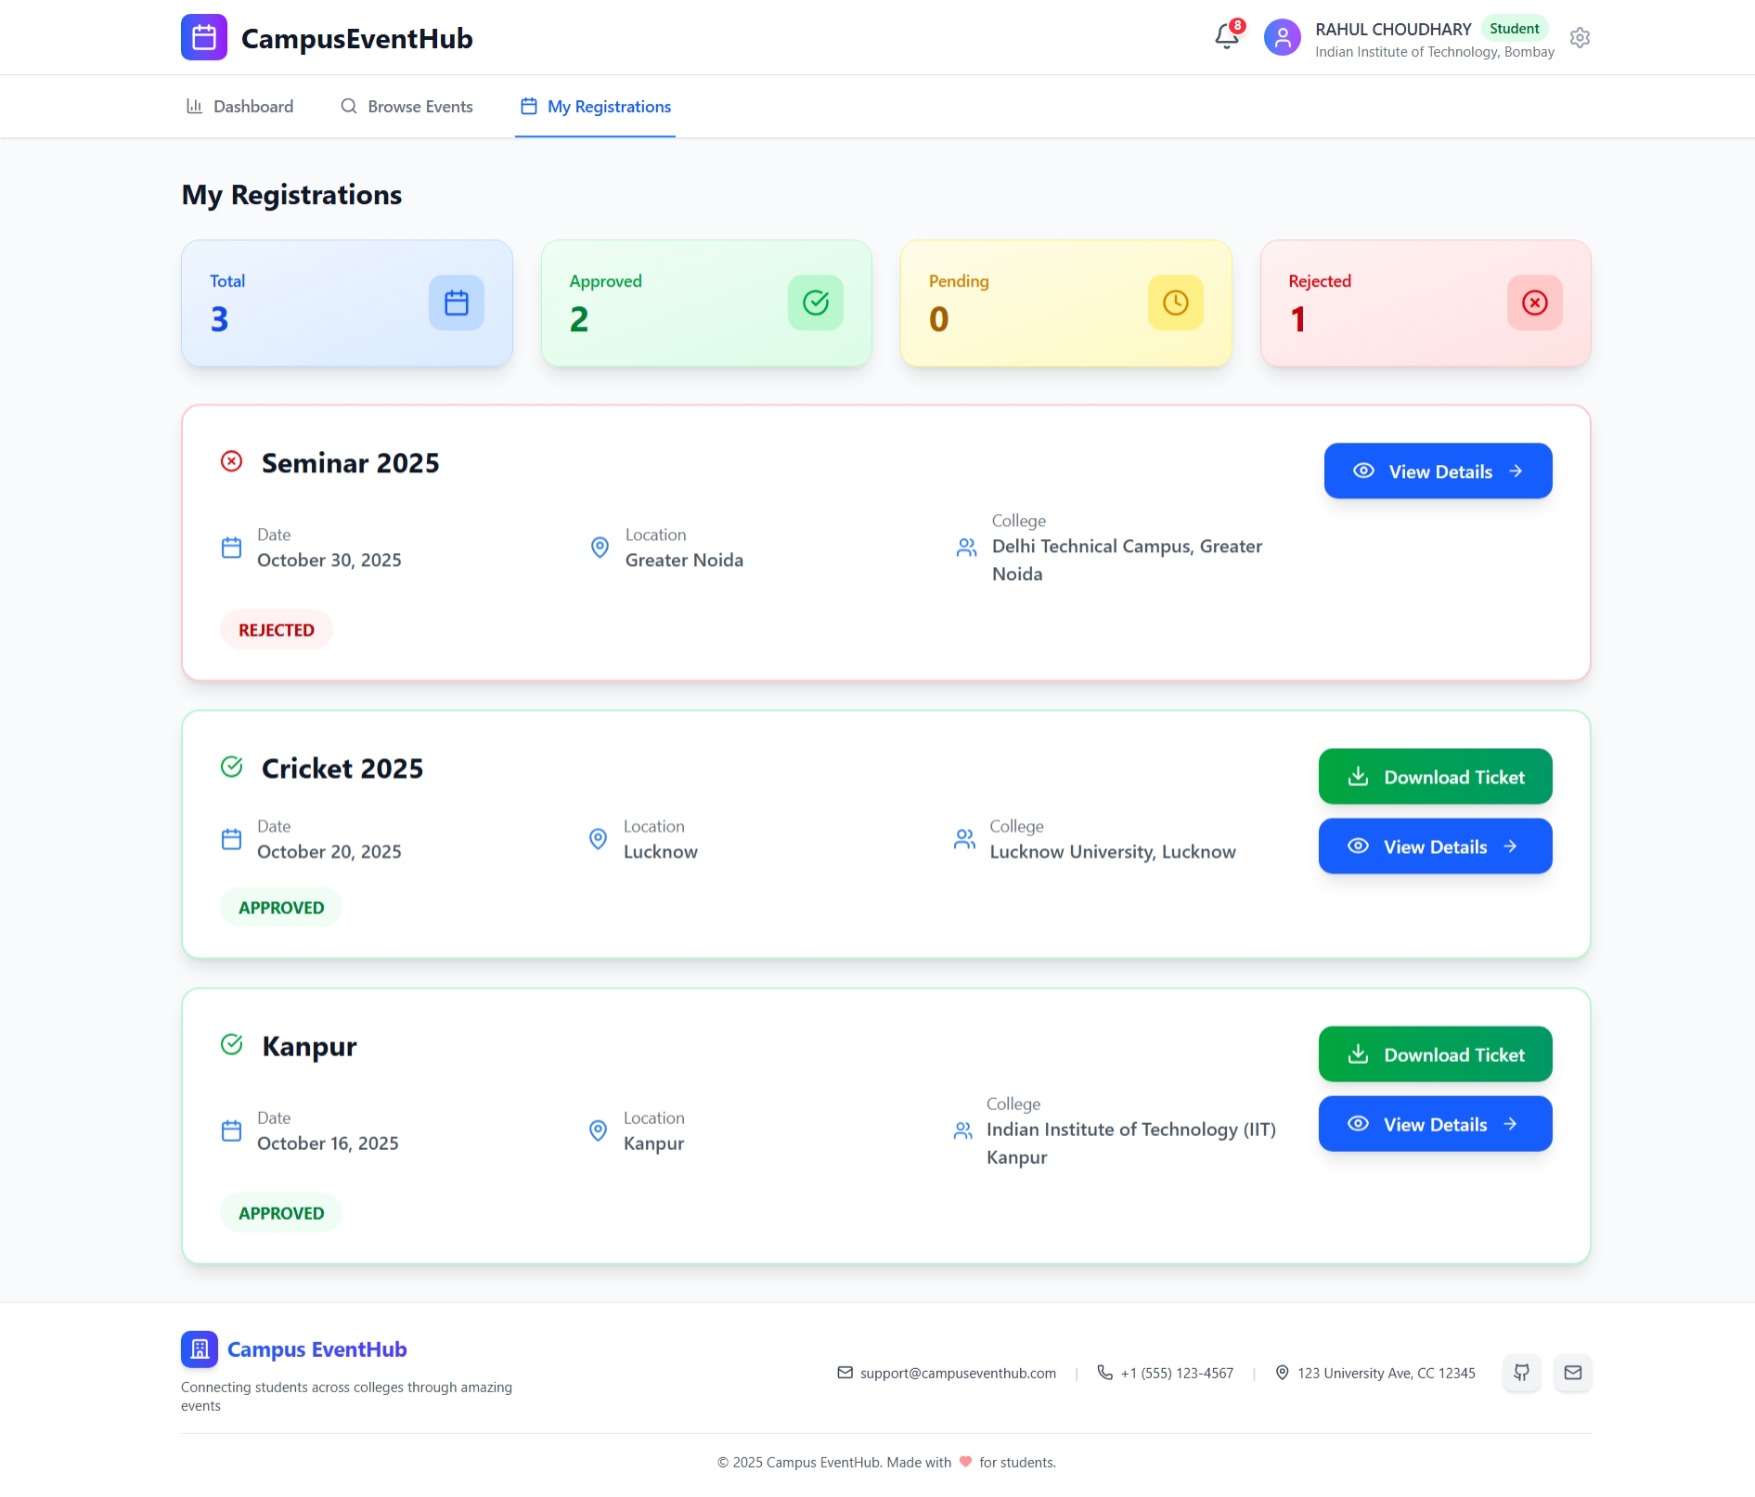 CampusEventHub
8
RAHUL CHOUDHARY Student
Indian Institute of Technology, Bombay
Dashboard
Browse Events
My Registrations
My Registrations
Total
3
Approved
2
Pending
0
Rejected
1
Seminar 2025
View Details
Date
October 30, 2025
Location
Greater Noida
College
Delhi Technical Campus, Greater
Noida
REJECTED
Cricket 2025
Download Ticket
View Details
Date
October 20, 2025
Location
Lucknow
College
Lucknow University, Lucknow
APPROVED
Kanpur
Download Ticket
View Details
Date
October 16, 2025
Location
Kanpur
College
Indian Institute of Technology (IIT)
Kanpur
APPROVED
Campus EventHub
Connecting students across colleges through amazing
events
support@campuseventhub.com | +1 (555) 123-4567 | 123 University Ave, CC 12345
© 2025 Campus EventHub. Made with ❤ for students.